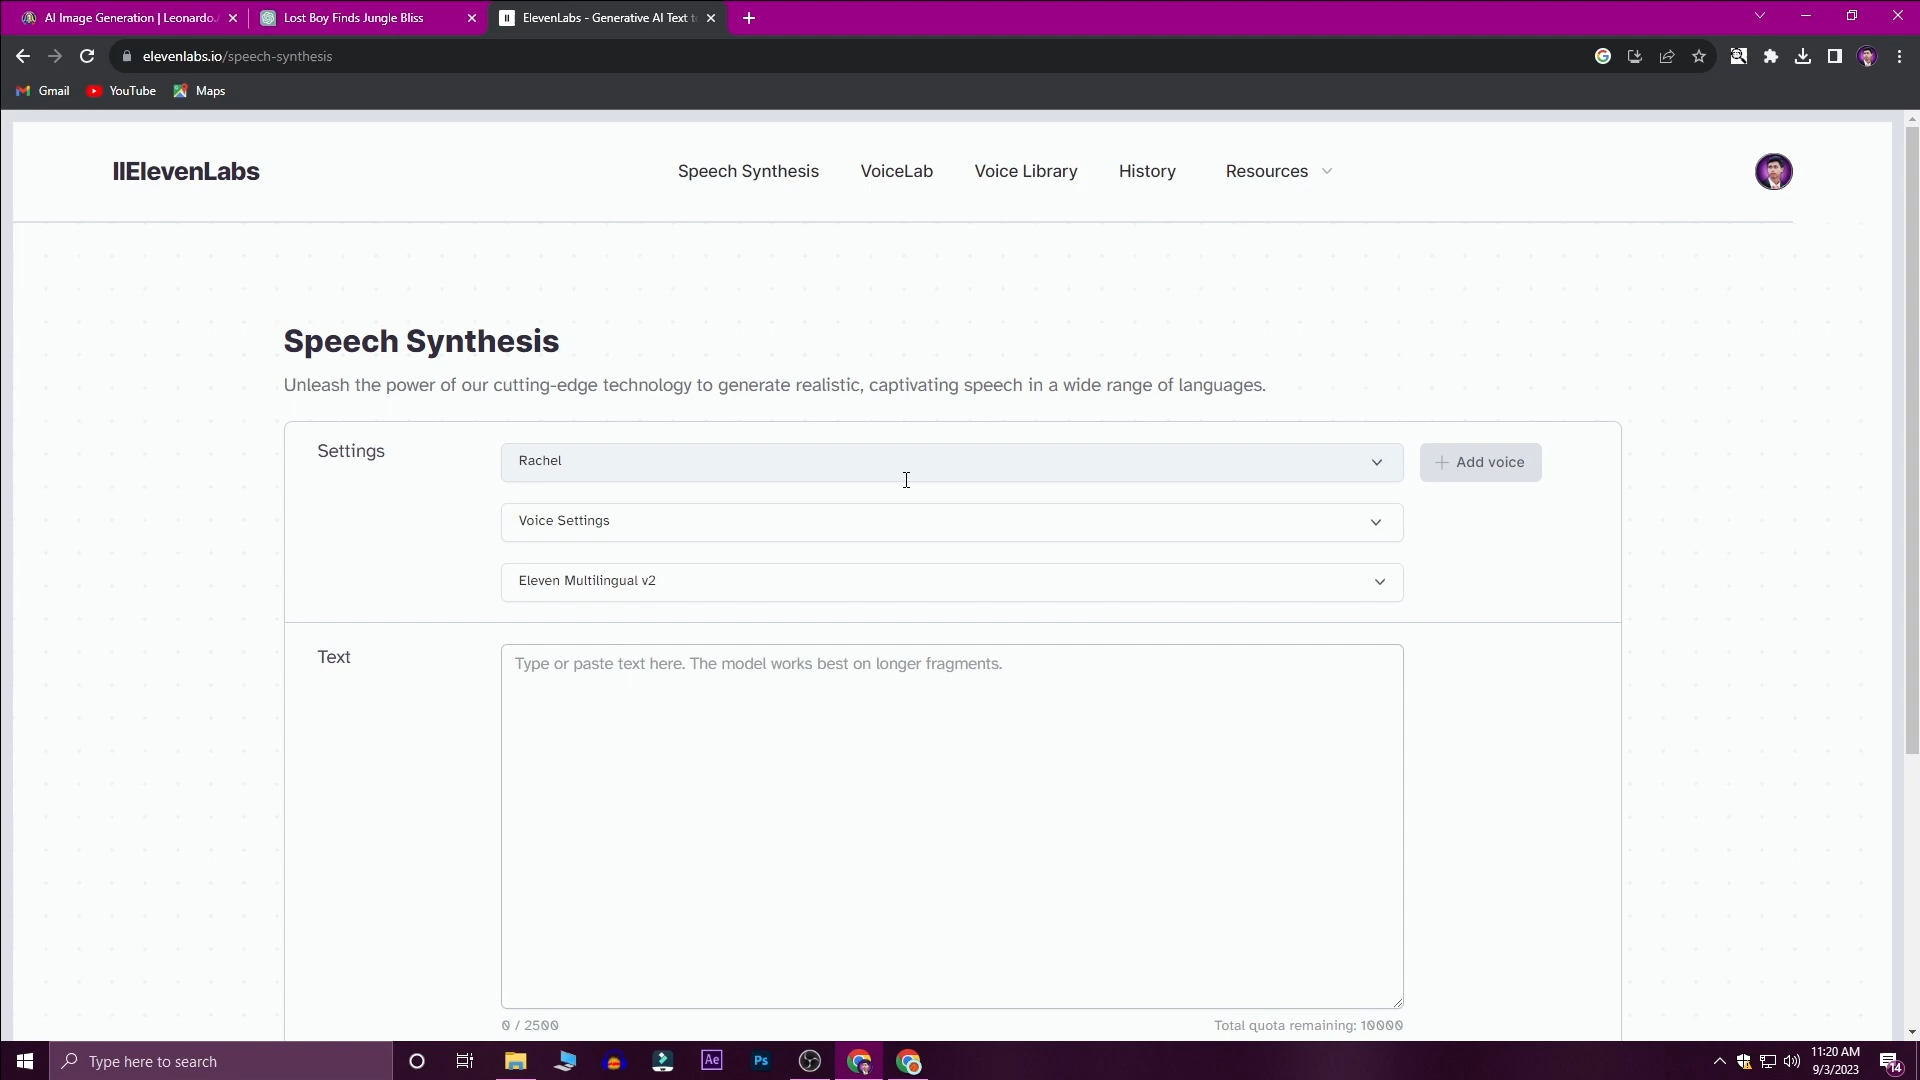 AI Image Generation | Leonardo.
Lost Boy Finds Jungle Bliss
ElevenLabs - Generative AI Text t
elevenlabs.io/speech-synthesis
Gmail
YouTube
Maps
IIElevenLabs
Speech Synthesis
VoiceLab
Voice Library
History
Resources
Speech Synthesis
Unleash the power of our cutting-edge technology to generate realistic, captivating speech in a wide range of languages.
Settings
Rachel
+ Add voice
Voice Settings
Eleven Multilingual v2
Text
Type or paste text here. The model works best on longer fragments.
0 / 2500
Total quota remaining: 10000
Type here to search
Ae
Ps
11:20 AM
9/3/2023
14